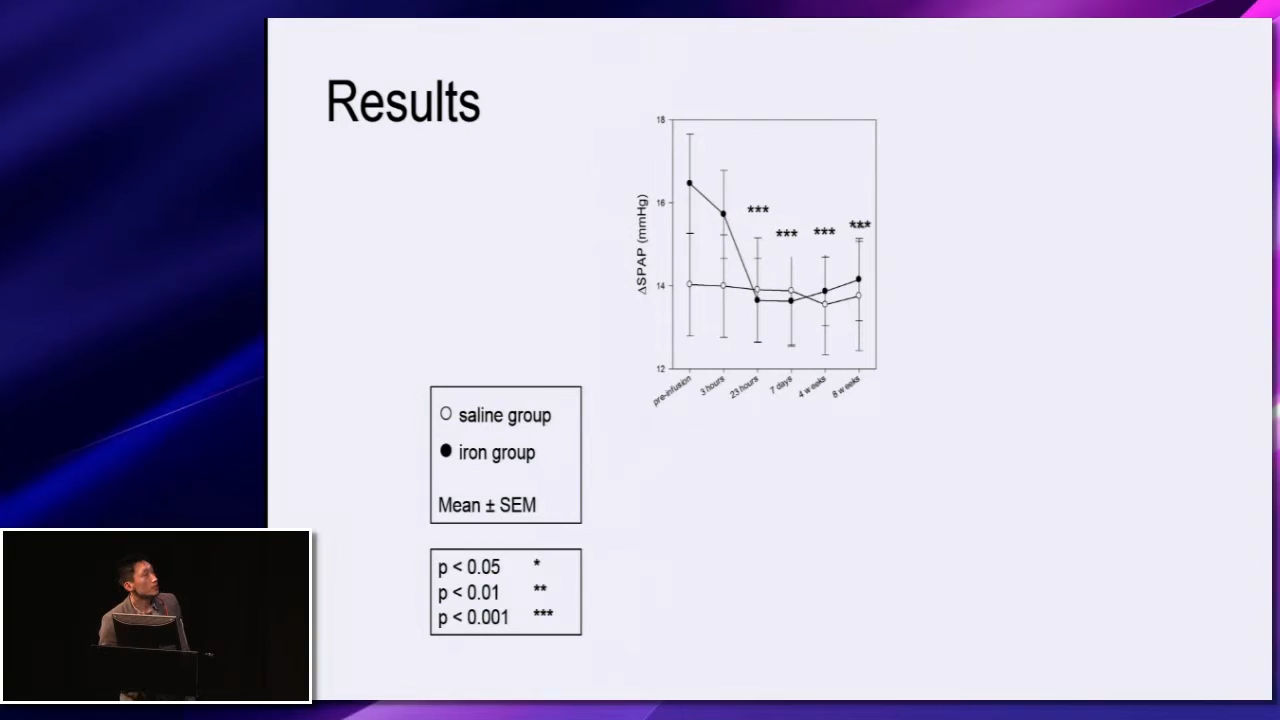 Results
18
16
14
12
ΔSPAP (mmHg)
***
***
***
***
pre-infusion
3 hours
23 hours
7 days
4 weeks
8 weeks
saline group
iron group
Mean ± SEM
p < 0.05 *
p < 0.01 **
p < 0.001 ***